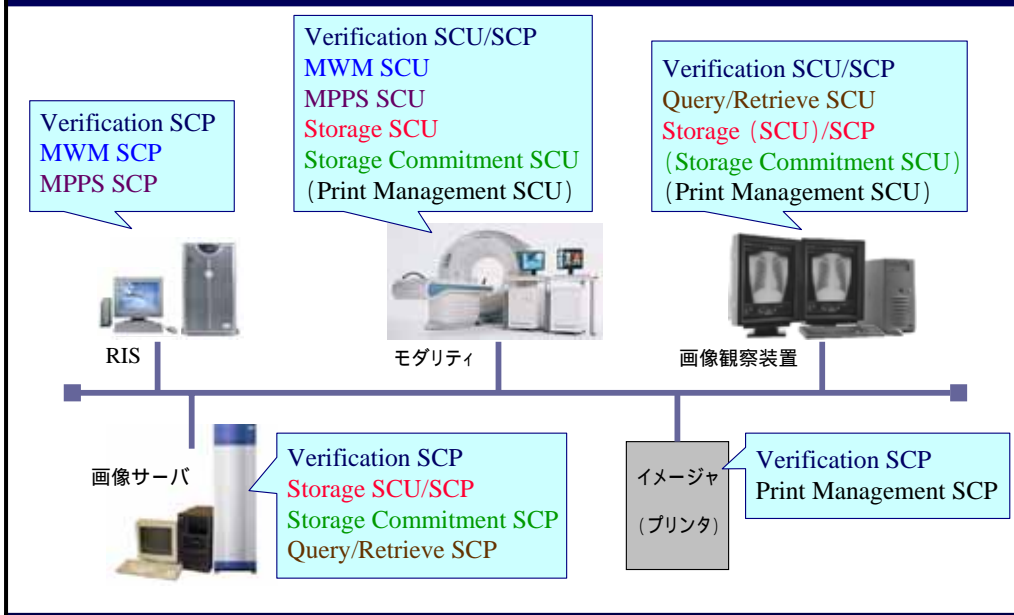 Verification SCP
MWM SCP
MPPS SCP
Verification SCU/SCP
MWM SCU
MPPS SCU
Storage SCU
Storage Commitment SCU
(Print Management SCU)
Verification SCU/SCP
Query/Retrieve SCU
Storage (SCU)/SCP
(Storage Commitment SCU)
(Print Management SCU)
RIS
モダリティ
画像観察装置
画像サーバ
Verification SCP
Storage SCU/SCP
Storage Commitment SCP
Query/Retrieve SCP
イメージャ
(プリンタ)
Verification SCP
Print Management SCP